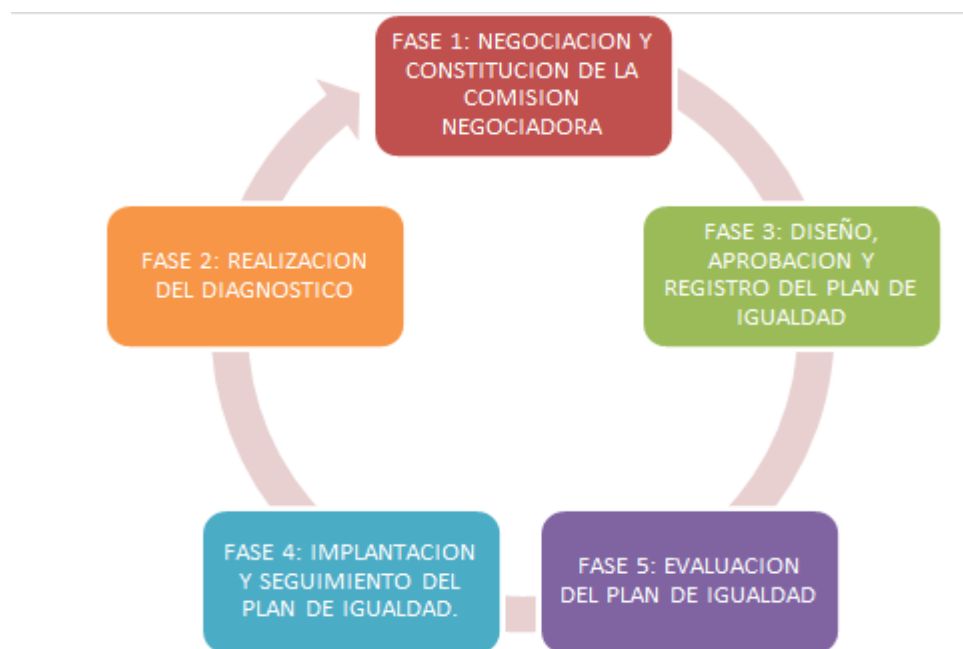 FASE 1: NEGOCIACION Y
CONSTITUCION DE LA
COMISION
NEGOCIADORA
FASE 2: REALIZACION
DEL DIAGNOSTICO
FASE 3: DISEÑO,
APROBACION Y
REGISTRO DEL PLAN DE
IGUALDAD
FASE 4: IMPLANTACION
Y SEGUIMIENTO DEL
PLAN DE IGUALDAD.
FASE 5: EVALUACION
DEL PLAN DE IGUALDAD